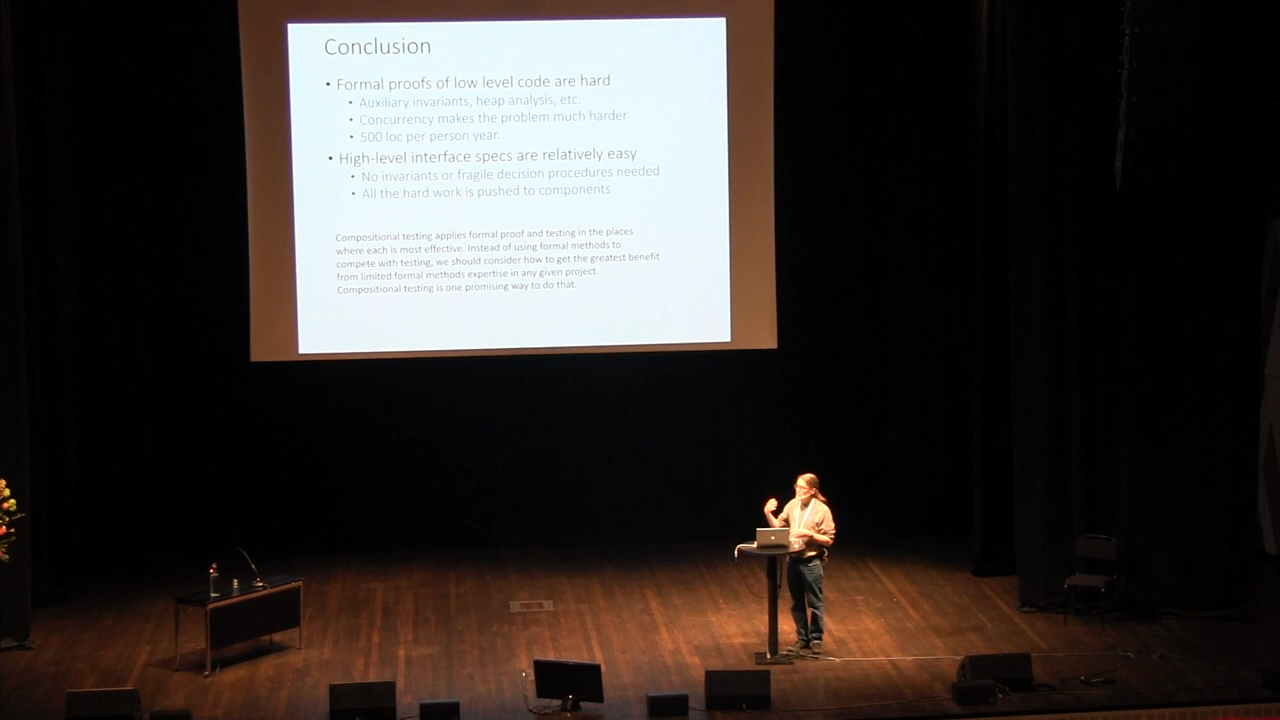 Conclusion
• Formal proofs of low level code are hard
• Auxiliary invariants, heap analysis, etc.
• Concurrency makes the problem much harder
• 500 loc per person year.
• High-level interface specs are relatively easy
• No invariants or fragile decision procedures needed
• All the hard work is pushed to components
Compositional testing applies formal proof and testing in the places
where each is most effective. Instead of using formal methods to
compete with testing, we should consider how to get the greatest benefit
from limited formal methods expertise in any given project.
Compositional testing is one promising way to do that.